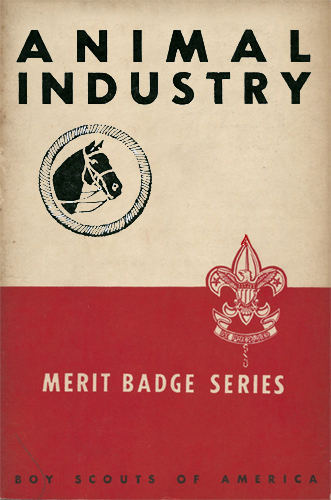 ANIMAL
INDUSTRY
BE PREPARED
MERIT BADGE SERIES
BOY SCOUTS OF AMERICA